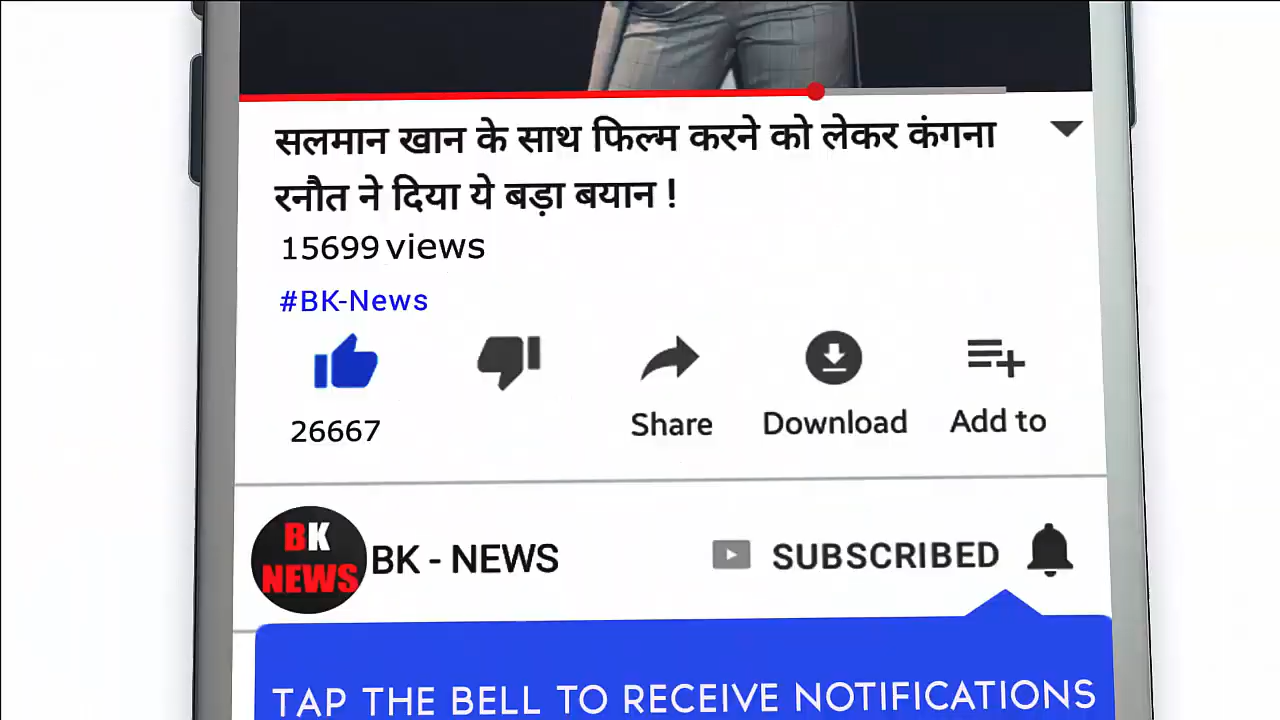 सलमान खान के साथ फिल्म करने को लेकर कंगना
रनौत ने दिया ये बड़ा बयान !
15699 views
#BK-News
26667
Share
Download
Add to
BK
NEWS
BK - NEWS
SUBSCRIBED
TAP THE BELL TO RECEIVE NOTIFICATIONS